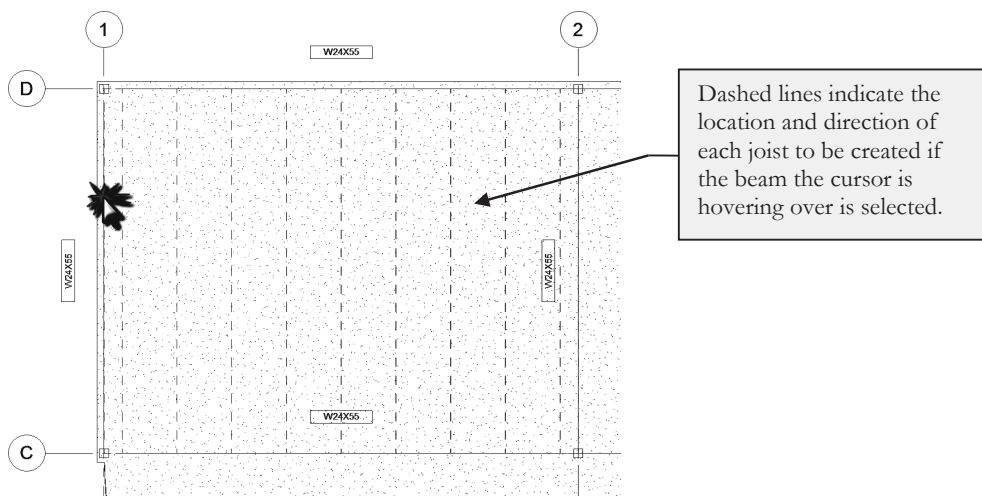 1
2
W24X55
D
Dashed lines indicate the
location and direction of
each joist to be created if
the beam the cursor is
hovering over is selected.
W24X55
W24X55
W24X55
C